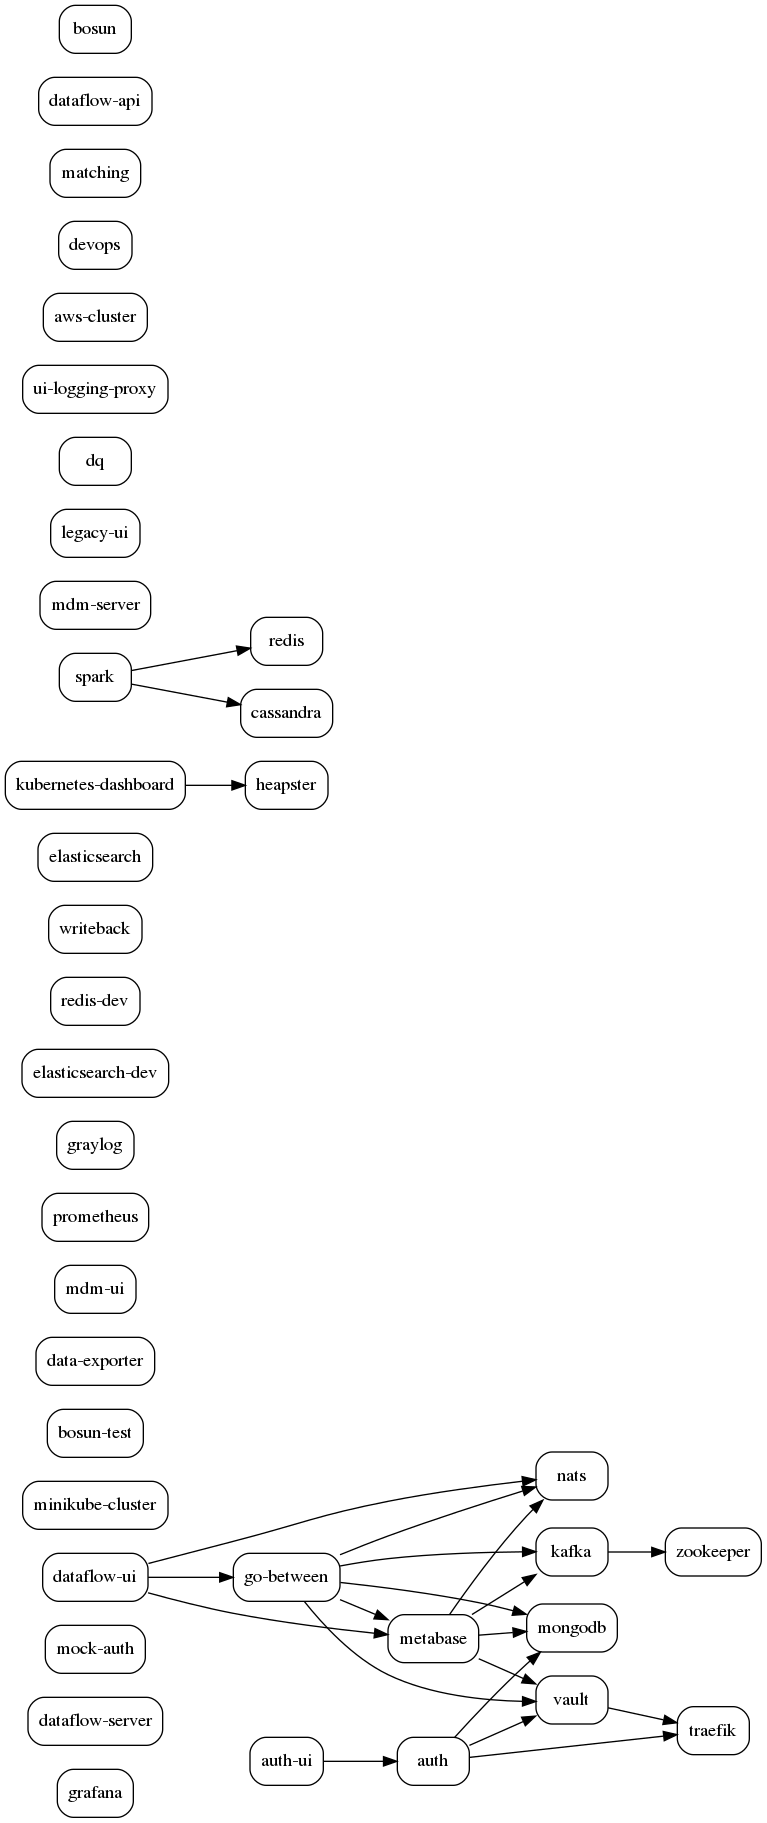 bosun
dataflow-api
matching
devops
aws-cluster
ui-logging-proxy
dq
legacy-ui
mdm-server
redis
spark
cassandra
kubernetes-dashboard
heapster
elasticsearch
writeback
redis-dev
elasticsearch-dev
graylog
prometheus
mdm-ui
data-exporter
bosun-test
nats
minikube-cluster
kafka
zookeeper
dataflow-ui
go-between
mongodb
metabase
mock-auth
vault
dataflow-server
traefik
auth-ui
auth
grafana